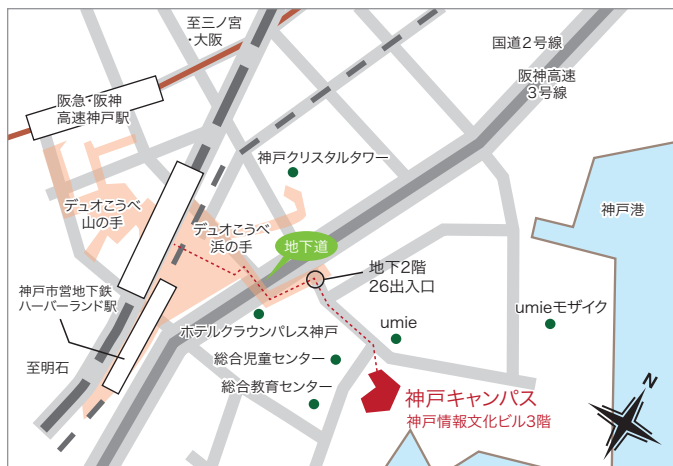 至三ノ宮
・大阪
国道2号線
阪神高速
3号線
阪急・阪神
高速神戸駅
神戸クリスタルタワー
デュオこうべ
山の手
デュオこうべ
浜の手
神戸港
地下道
地下2階
26出入口
神戸市営地下鉄
ハーバーランド駅
umieモザイク
ホテルクラウンパレス神戸
umie
至明石
総合児童センター
総合教育センター
神戸キャンパス
神戸情報文化ビル3階
N